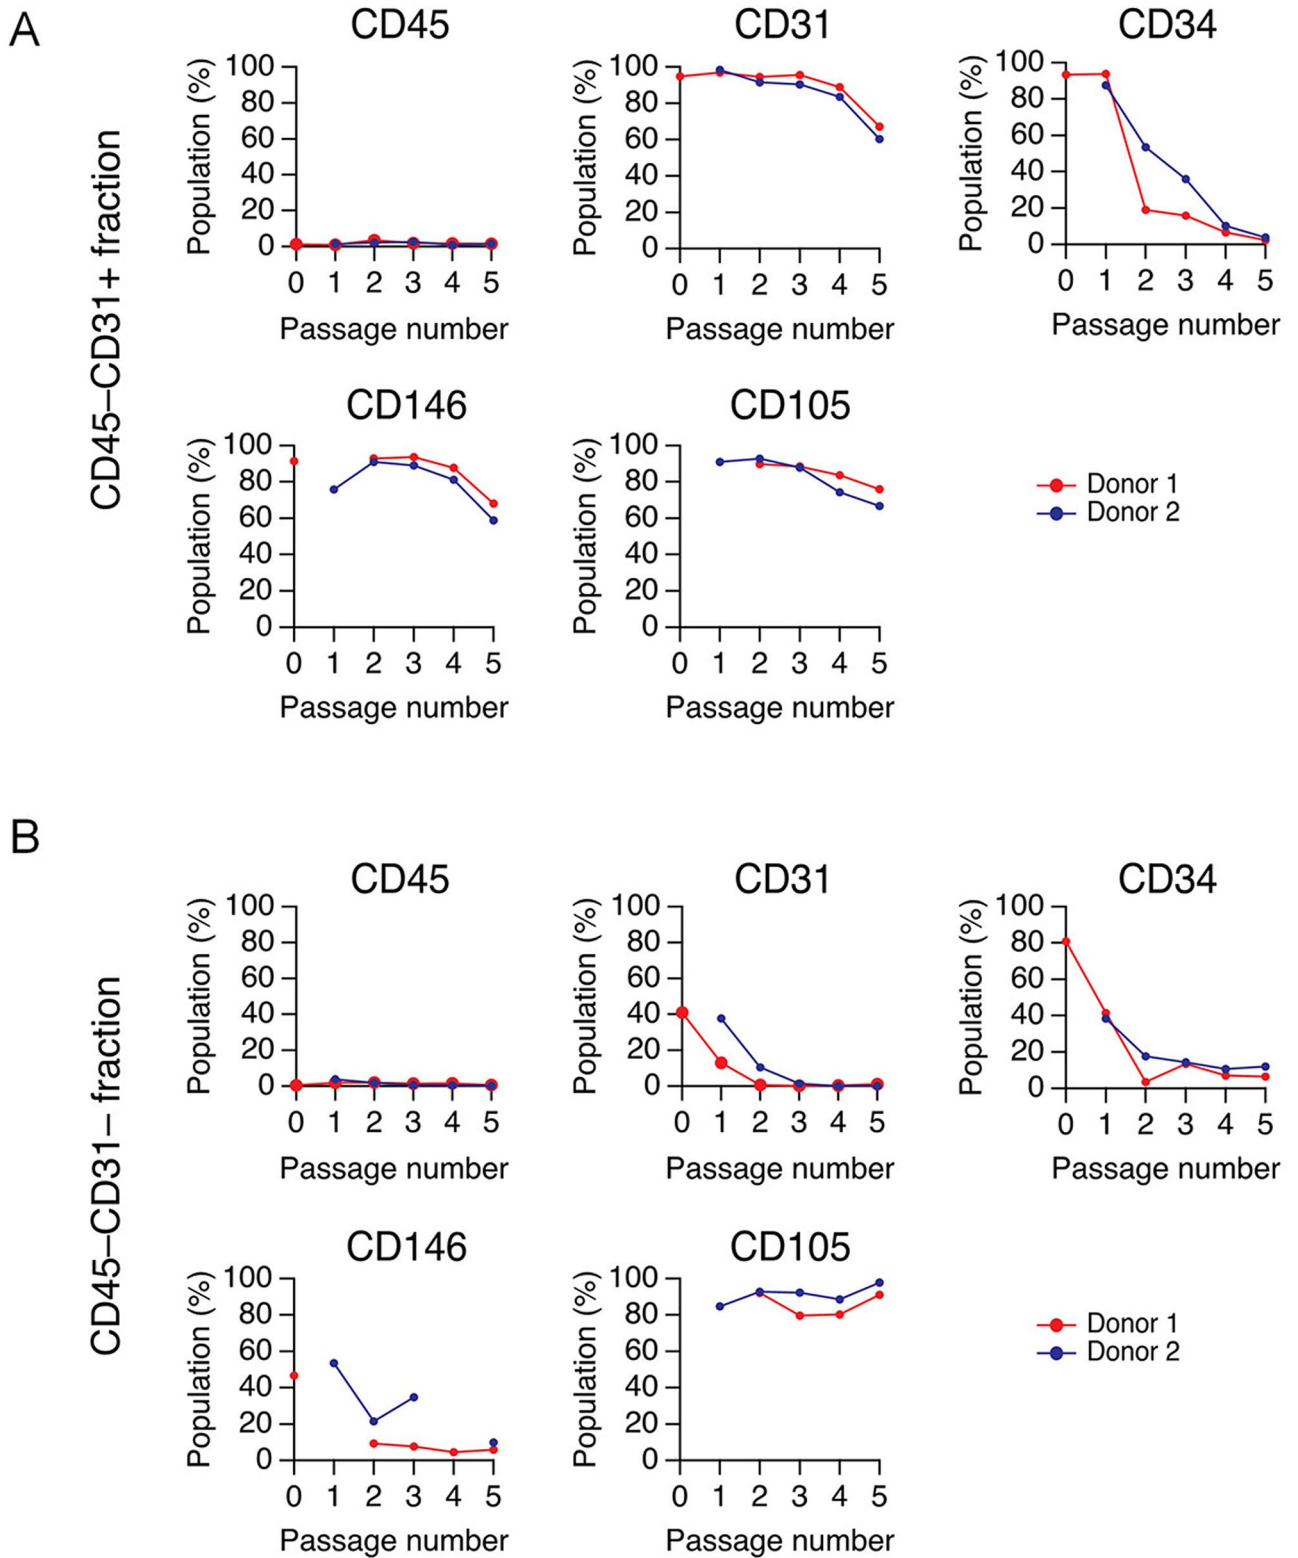 A
CD45–CD31+ fraction
CD45
Population (%)
100
80
60
40
20
0
0 1 2 3 4 5
Passage number
CD31
Population (%)
100
80
60
40
20
0
0 1 2 3 4 5
Passage number
CD34
Population (%)
100
80
60
40
20
0
0 1 2 3 4 5
Passage number
CD146
Population (%)
100
80
60
40
20
0
0 1 2 3 4 5
Passage number
CD105
Population (%)
100
80
60
40
20
0
0 1 2 3 4 5
Passage number
Donor 1
Donor 2
B
CD45–CD31– fraction
CD45
Population (%)
100
80
60
40
20
0
0 1 2 3 4 5
Passage number
CD31
Population (%)
100
80
60
40
20
0
0 1 2 3 4 5
Passage number
CD34
Population (%)
100
80
60
40
20
0
0 1 2 3 4 5
Passage number
CD146
Population (%)
100
80
60
40
20
0
0 1 2 3 4 5
Passage number
CD105
Population (%)
100
80
60
40
20
0
0 1 2 3 4 5
Passage number
Donor 1
Donor 2